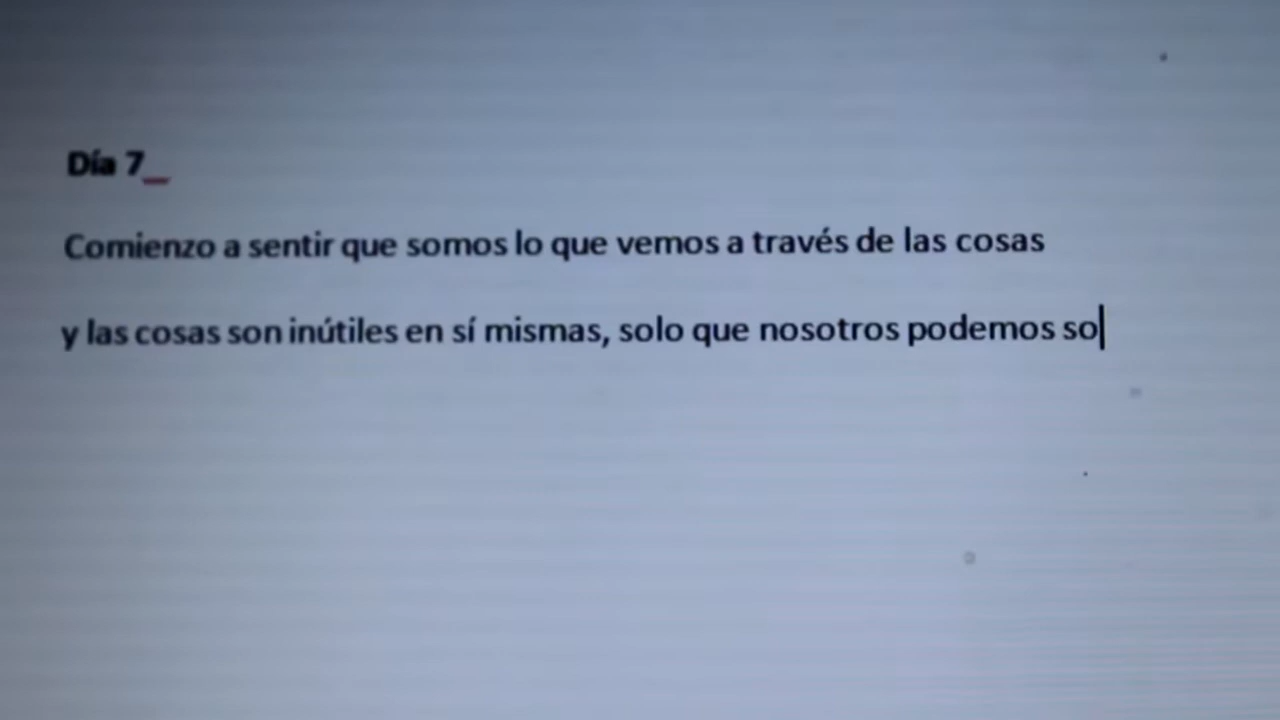 Día 7_
Comienzo a sentir que somos lo que vemos a través de las cosas
y las cosas son inútiles en sí mismas, solo que nosotros podemos so